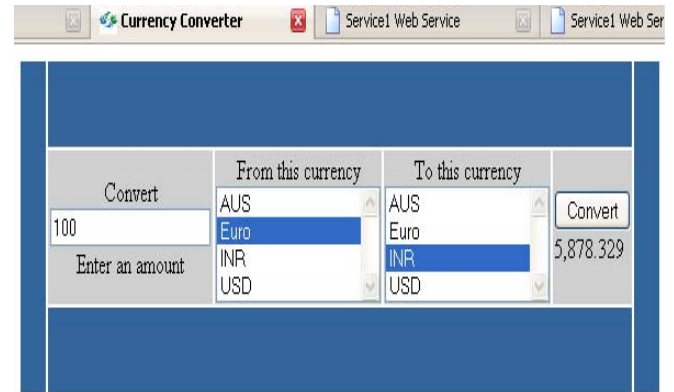 Currency Converter
Service1 Web Service
Service1 Web Ser
Convert
100
Enter an amount
From this currency
AUS
Euro
INR
USD
To this currency
AUS
Euro
INR
USD
Convert
5,878.329